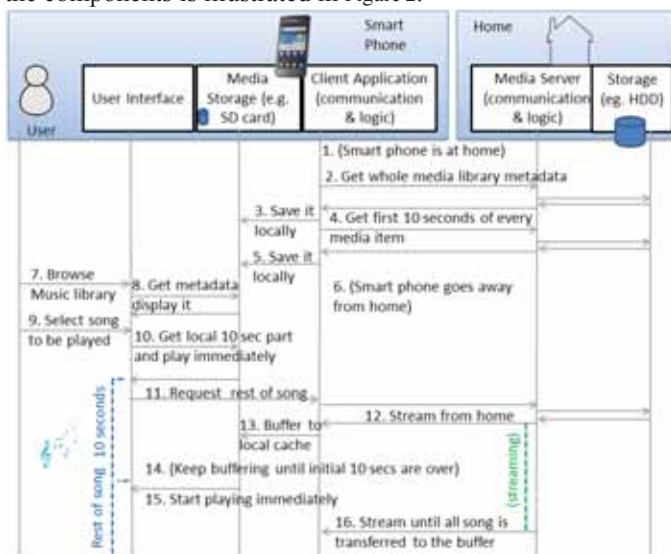 the components is illustrated in Figure 2.
Smart
Phone
Home
User
User Interface
Media
Storage (e.g.
SD card)
Client Application
(communication
& logic)
Media Server
(communication
& logic)
Storage
(eg. HDD)
1. (Smart phone is at home)
2. Get whole media library metadata
3. Save it
locally
4. Get first 10 seconds of every
media item
5. Save it
locally
6. (Smart phone goes away
from home)
7. Browse
Music library
8. Get metadata
display it
9. Select song
to be played
10. Get local 10 sec part
and play immediately
11. Request rest of song
12. Stream from home
13. Buffer to
local cache
14. (Keep buffering until initial 10 secs are over)
15. Start playing immediately
16. Stream until all song is
transferred to the buffer
10 seconds
Rest of song
(streaming)